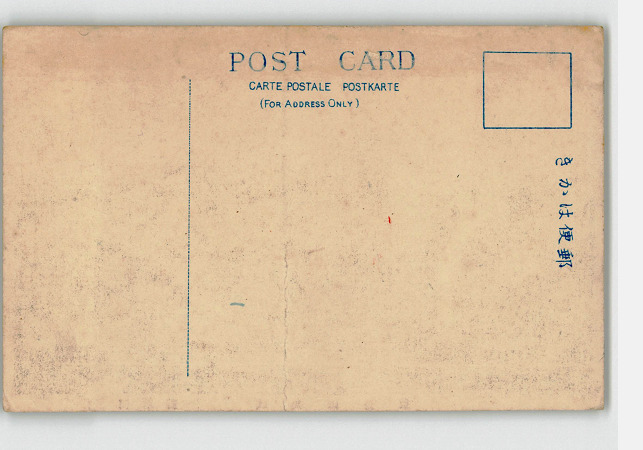 POST CARD
CARTE POSTALE POSTKARTE
(FOR ADDRESS ONLY)
きかは便郵